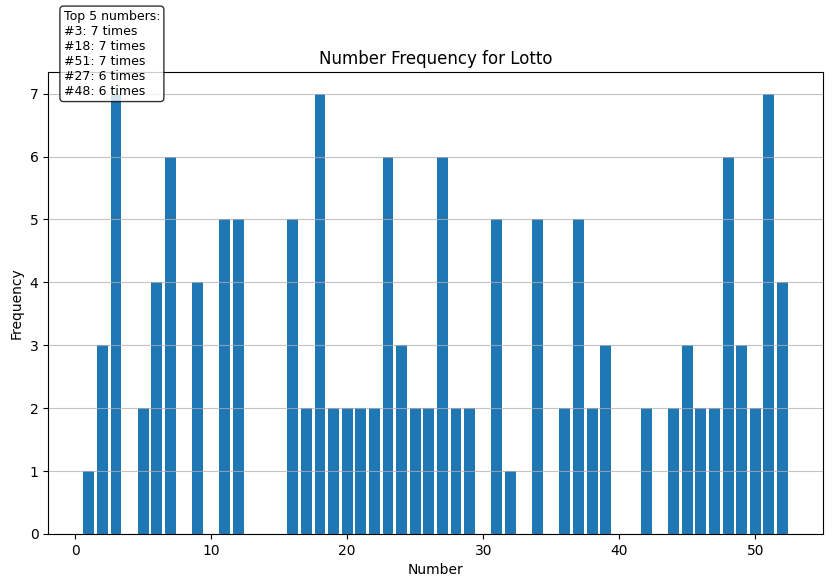 Top 5 numbers:
#3: 7 times
#18: 7 times
#51: 7 times
#27: 6 times
#48: 6 times
Number Frequency for Lotto
7
6
5
4
3
2
1
0
Frequency
0 10 20 30 40 50
Number